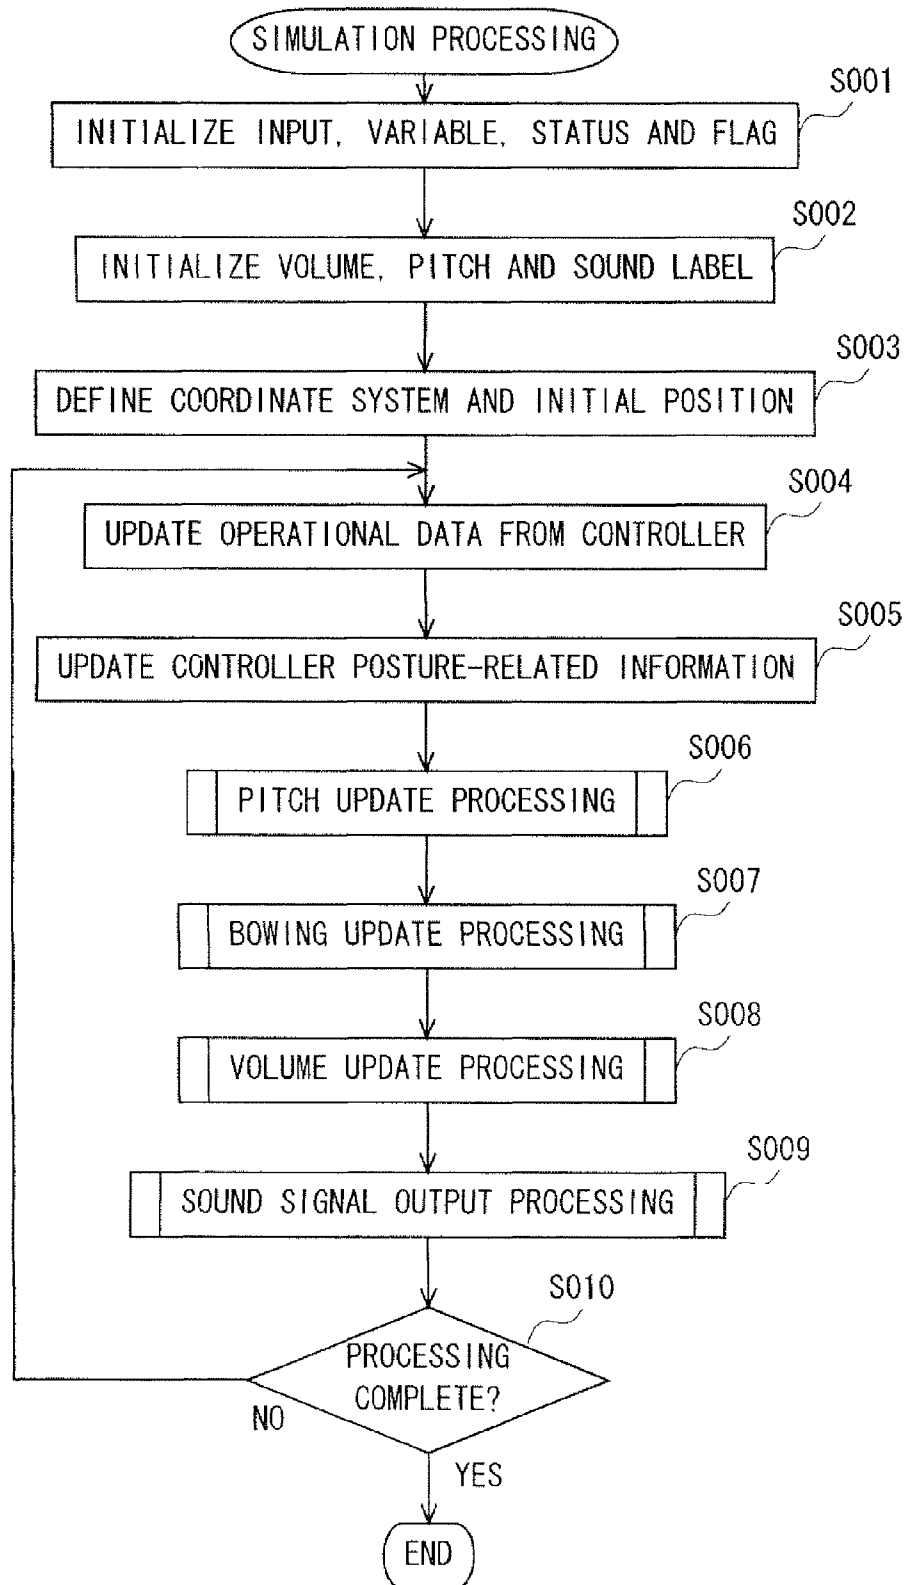 SIMULATION PROCESSING
S001
INITIALIZE INPUT, VARIABLE, STATUS AND FLAG
S002
INITIALIZE VOLUME, PITCH AND SOUND LABEL
S003
DEFINE COORDINATE SYSTEM AND INITIAL POSITION
S004
UPDATE OPERATIONAL DATA FROM CONTROLLER
S005
UPDATE CONTROLLER POSTURE-RELATED INFORMATION
S006
PITCH UPDATE PROCESSING
S007
BOWING UPDATE PROCESSING
S008
VOLUME UPDATE PROCESSING
S009
SOUND SIGNAL OUTPUT PROCESSING
S010
PROCESSING
COMPLETE?
NO
YES
END